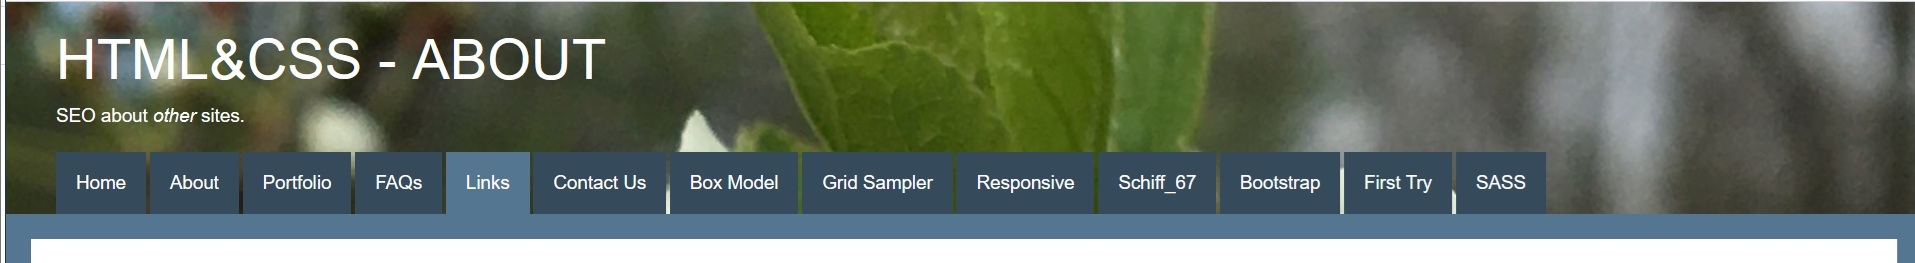 HTML&CSS - ABOUT
SEO about other sites.
Home About Portfolio FAQs Links Contact Us Box Model Grid Sampler Responsive Schiff_67 Bootstrap First Try SASS